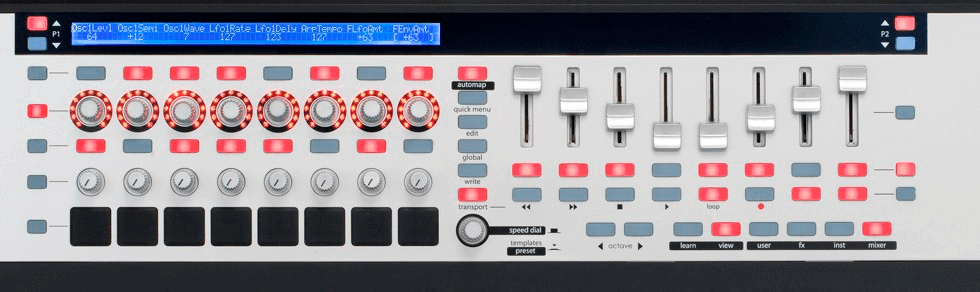 Osc1Levl Osc1Semi Osc1Wave Lfo1Rate Lfo1Dely ArpTempo FLfoAmt FEnvAmt
64 +12 7 127 123 127 +63 [ +63 ]
P1
P2
automap
quick menu
edit
global
write
transport
loop
speed dial
templates
preset
octave
learn view user fx inst mixer